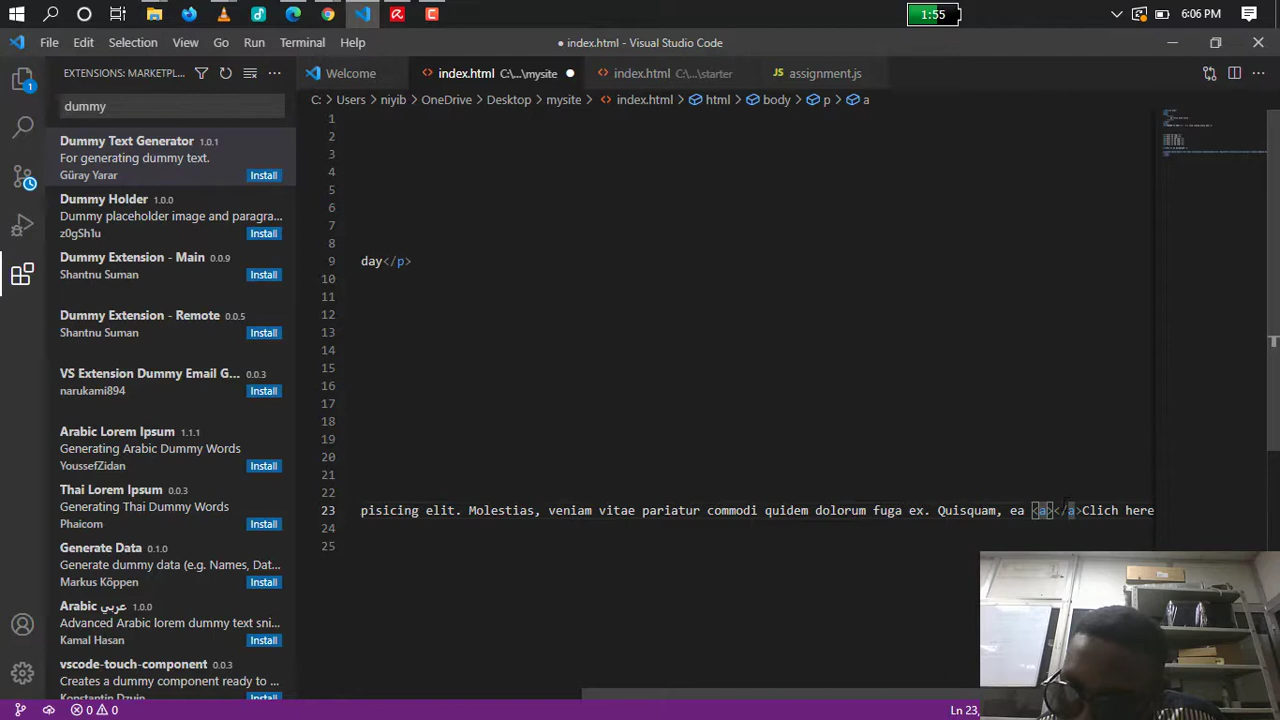 1:55
6:06 PM
File Edit Selection View Go Run Terminal Help
● index.html - Visual Studio Code
EXTENSIONS: MARKETPL...
Welcome
index.html C:\...\mysite ●
index.html C:\...\starter
JS assignment.js
dummy
C: > Users > niyib > OneDrive > Desktop > mysite > index.html > html > body > p > a
Dummy Text Generator 1.0.1
For generating dummy text.
Güray Yarar Install
Dummy Holder 1.0.0
Dummy placeholder image and paragra...
z0gSh1u Install
Dummy Extension - Main 0.0.9
Shantnu Suman Install
Dummy Extension - Remote 0.0.5
Shantnu Suman Install
VS Extension Dummy Email G... 0.0.3
narukami894 Install
Arabic Lorem Ipsum 1.1.1
Generating Arabic Dummy Words
YoussefZidan Install
Thai Lorem Ipsum 0.0.3
Generating Thai Dummy Words
Phaicom Install
Generate Data 0.1.0
Generate dummy data (e.g. Names, Dat...
Markus Köppen Install
Arabic عربي 1.0.0
Advanced Arabic lorem dummy text sni...
Kamal Hasan Install
vscode-touch-component 0.0.3
Creates a dummy component ready to ...
Konstantin Dzuin Install
1
1
2
3
4
5
6
7
8
9 day</p>
10
11
12
13
14
15
16
17
18
19
20
21
22
23 pisicing elit. Molestias, veniam vitae pariatur commodi quidem dolorum fuga ex. Quisquam, ea <a></a>Clich here
24
25
0 0
Ln 23,